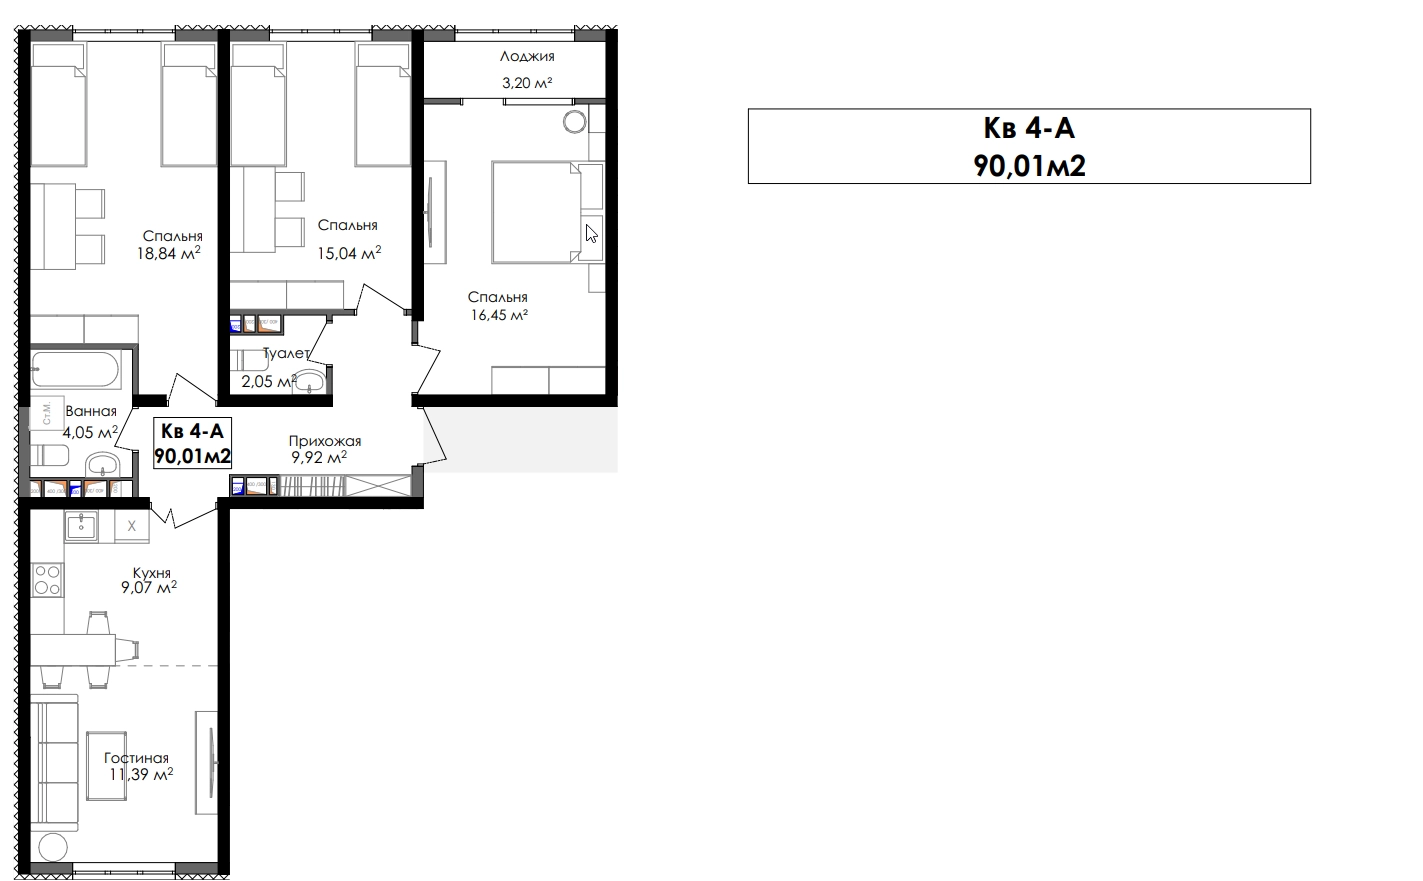 Лоджия
3,20 м²
Кв 4-А
90,01м2
Спальня
18,84 м²
Спальня
15,04 м²
Спальня
16,45 м²
Туалет
2,05 м²
Ванная
4,05 м²
Ст.М.
Кв 4-А
90,01м2
Прихожая
9,92 м²
X
Кухня
9,07 м²
Гостиная
11,39 м²